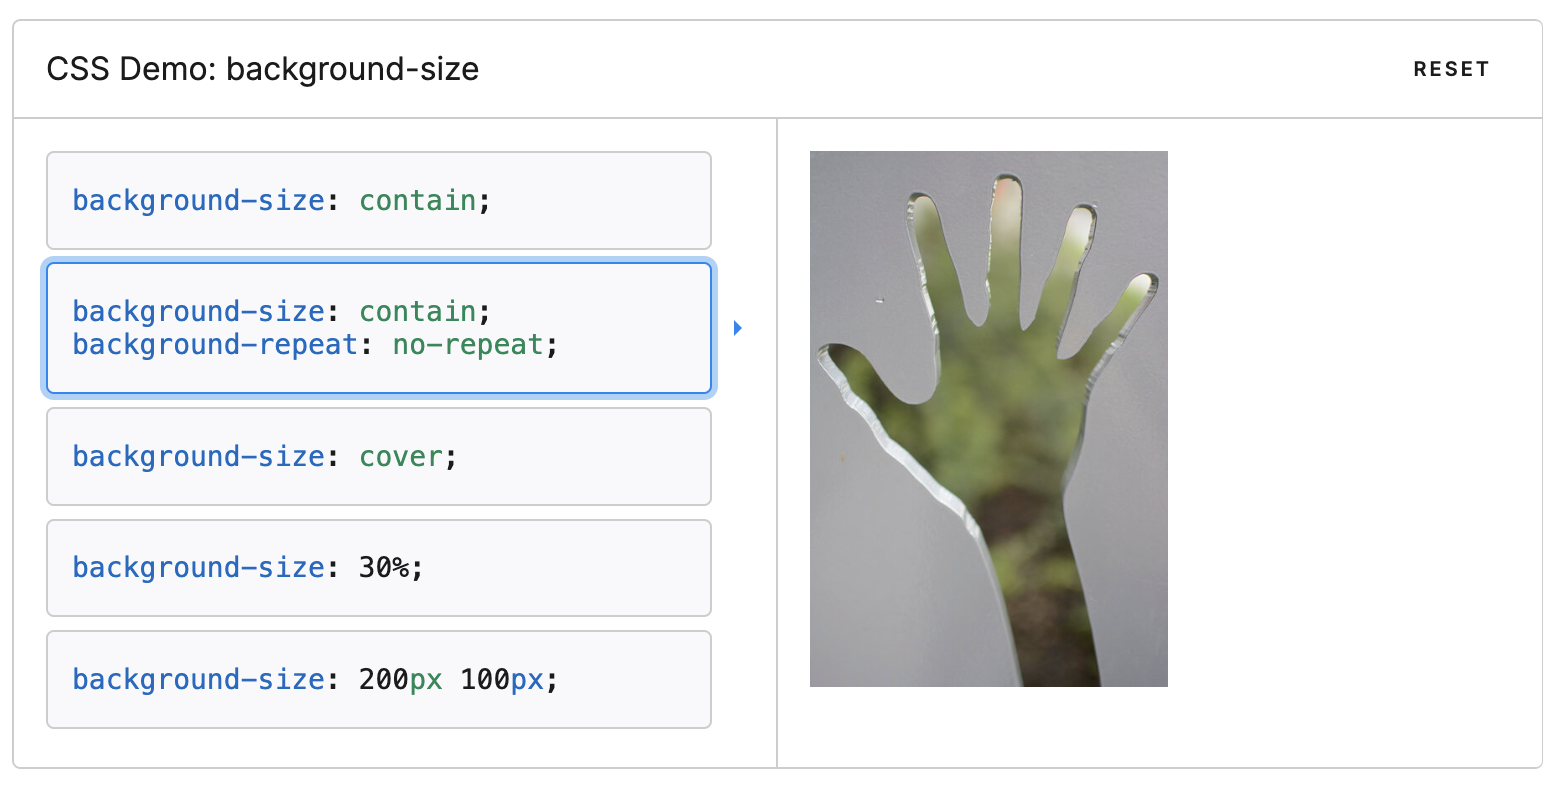 CSS Demo: background-size
RESET
background-size: contain;
background-size: contain;
background-repeat: no-repeat;
background-size: cover;
background-size: 30%;
background-size: 200px 100px;